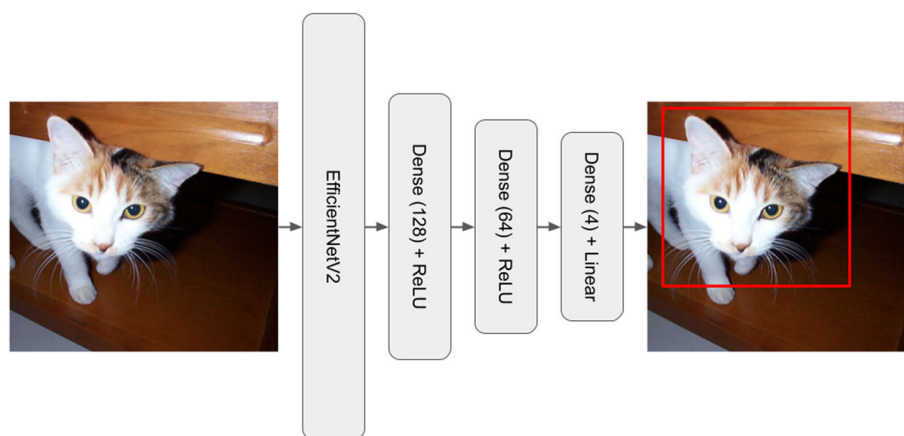 EfficientNetV2
Dense (128) + ReLU
Dense (64) + ReLU
Dense (4) + Linear